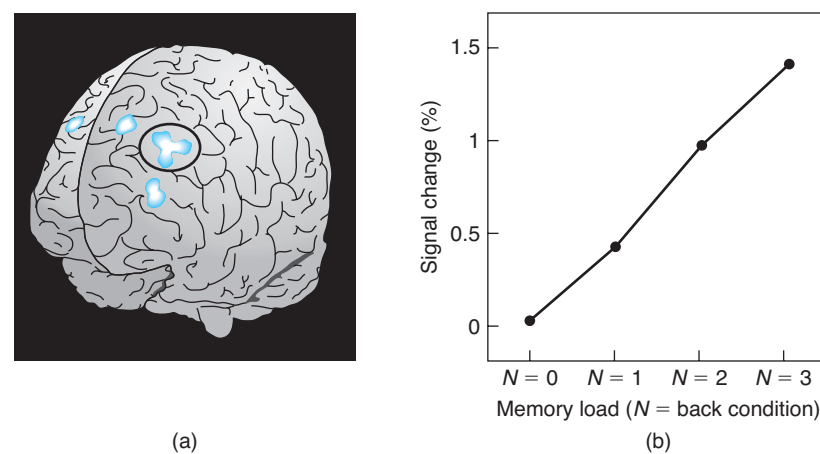 1.5
1
0.5
0
Signal change (%)
N = 0 N = 1 N = 2 N = 3
Memory load (N = back condition)
(a) (b)